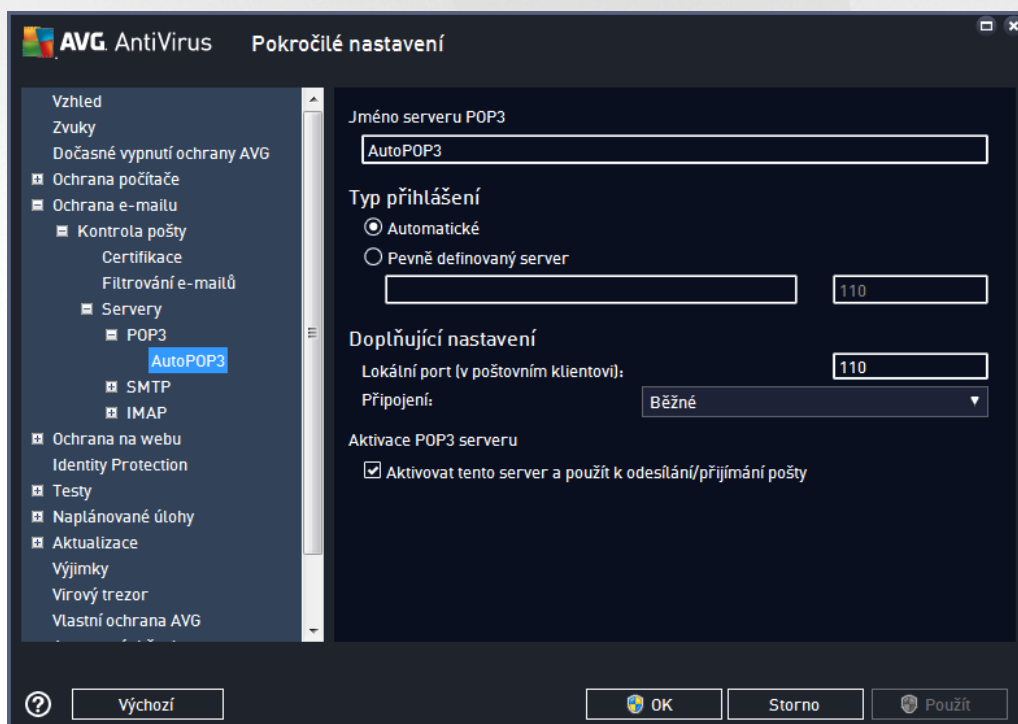 AVG. AntiVirus Pokročilé nastavení
Vzhled
Zvuky
Dočasné vypnutí ochrany AVG
Ochrana počítače
Ochrana e-mailu
Kontrola pošty
Certifikace
Filtrování e-mailů
Servery
POP3
AutoPOP3
SMTP
IMAP
Ochrana na webu
Identity Protection
Testy
Naplánované úlohy
Aktualizace
Výjimky
Virový trezor
Vlastní ochrana AVG
Jméno serveru POP3
AutoPOP3
Typ přihlášení
Automatické
Pevně definovaný server
110
Doplňující nastavení
Lokální port (v poštovním klientovi): 110
Připojení: Běžné
Aktivace POP3 serveru
Aktivovat tento server a použít k odesílání/přijímání pošty
Výchozí OK Storno Použít